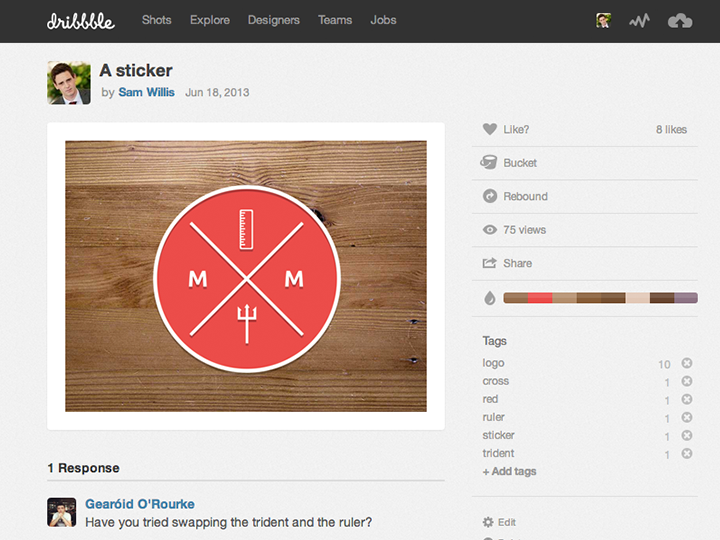 dribbble Shots Explore Designers Teams Jobs
A sticker
by Sam Willis Jun 18, 2013
M M
Like? 8 likes
Bucket
Rebound
75 views
Share
Tags
logo 10
cross 1
red 1
ruler 1
sticker 1
trident 1
+ Add tags
Edit
1 Response
Gearóid O'Rourke
Have you tried swapping the trident and the ruler?